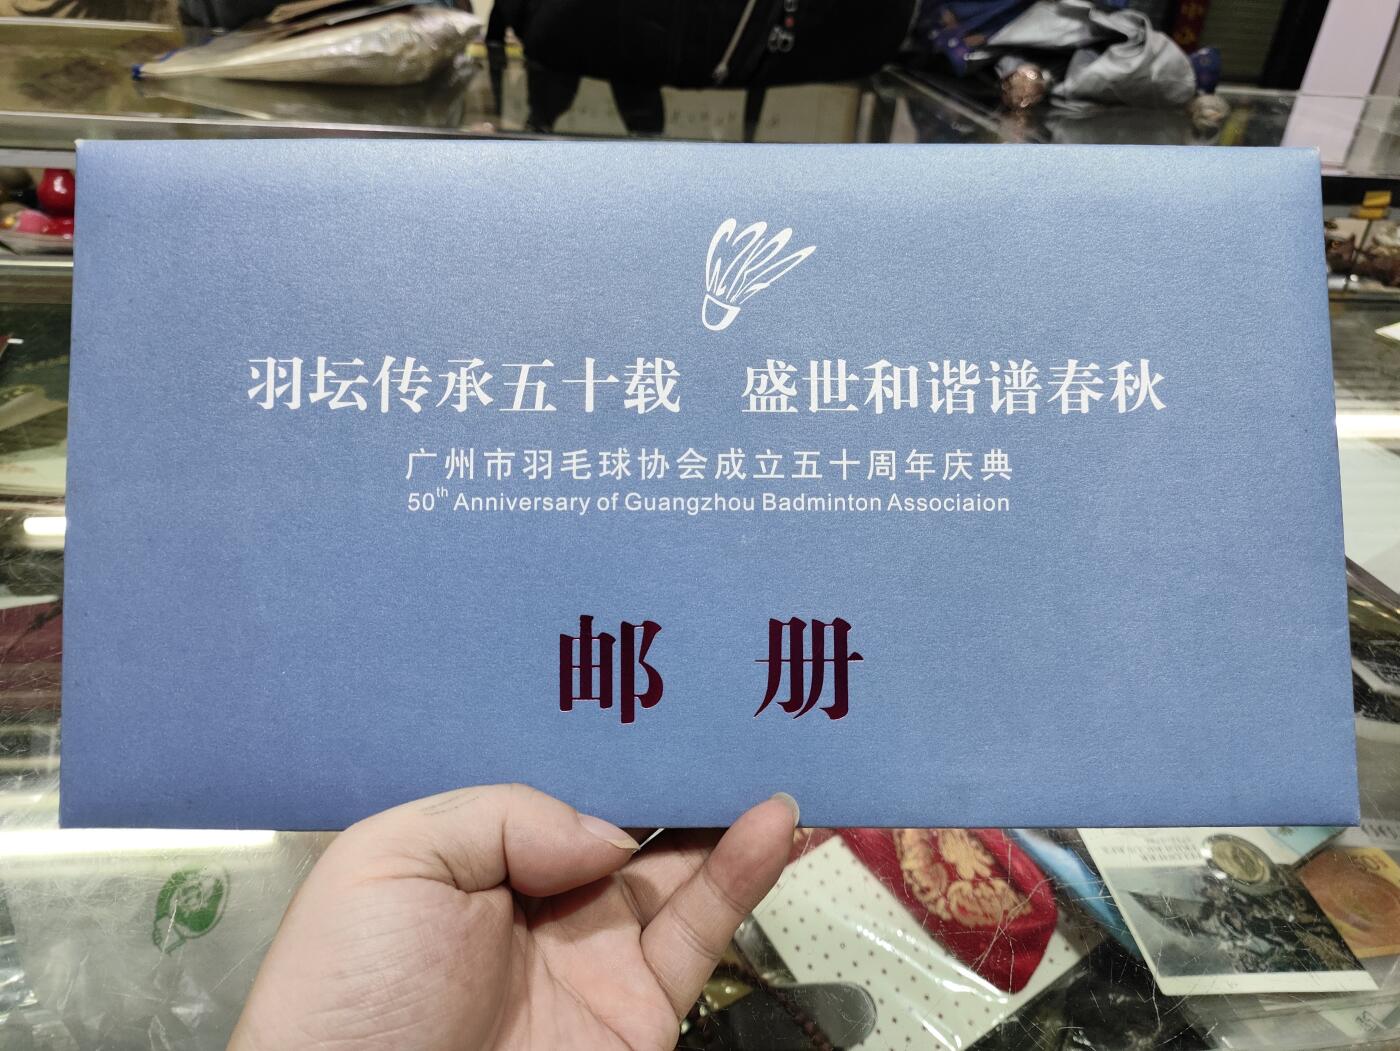 羽坛传承五十载 盛世和谐谱春秋
广州市羽毛球协会成立五十周年庆典
50th Anniversary of Guangzhou Badminton Associaion
邮 册